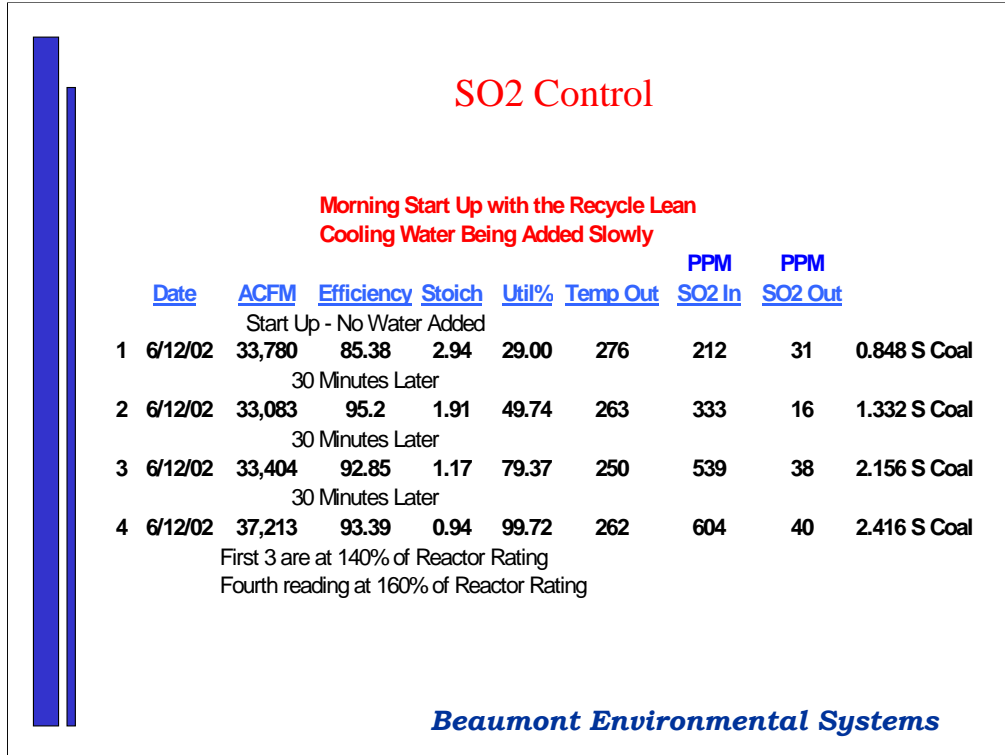 SO2 Control
Morning Start Up with the Recycle Lean
Cooling Water Being Added Slowly
PPM PPM
Date ACFM Efficiency Stoich Util% Temp Out SO2 In SO2 Out
Start Up - No Water Added
1 6/12/02 33,780 85.38 2.94 29.00 276 212 31 0.848 S Coal
30 Minutes Later
2 6/12/02 33,083 95.2 1.91 49.74 263 333 16 1.332 S Coal
30 Minutes Later
3 6/12/02 33,404 92.85 1.17 79.37 250 539 38 2.156 S Coal
30 Minutes Later
4 6/12/02 37,213 93.39 0.94 99.72 262 604 40 2.416 S Coal
First 3 are at 140% of Reactor Rating
Fourth reading at 160% of Reactor Rating
Beaumont Environmental Systems